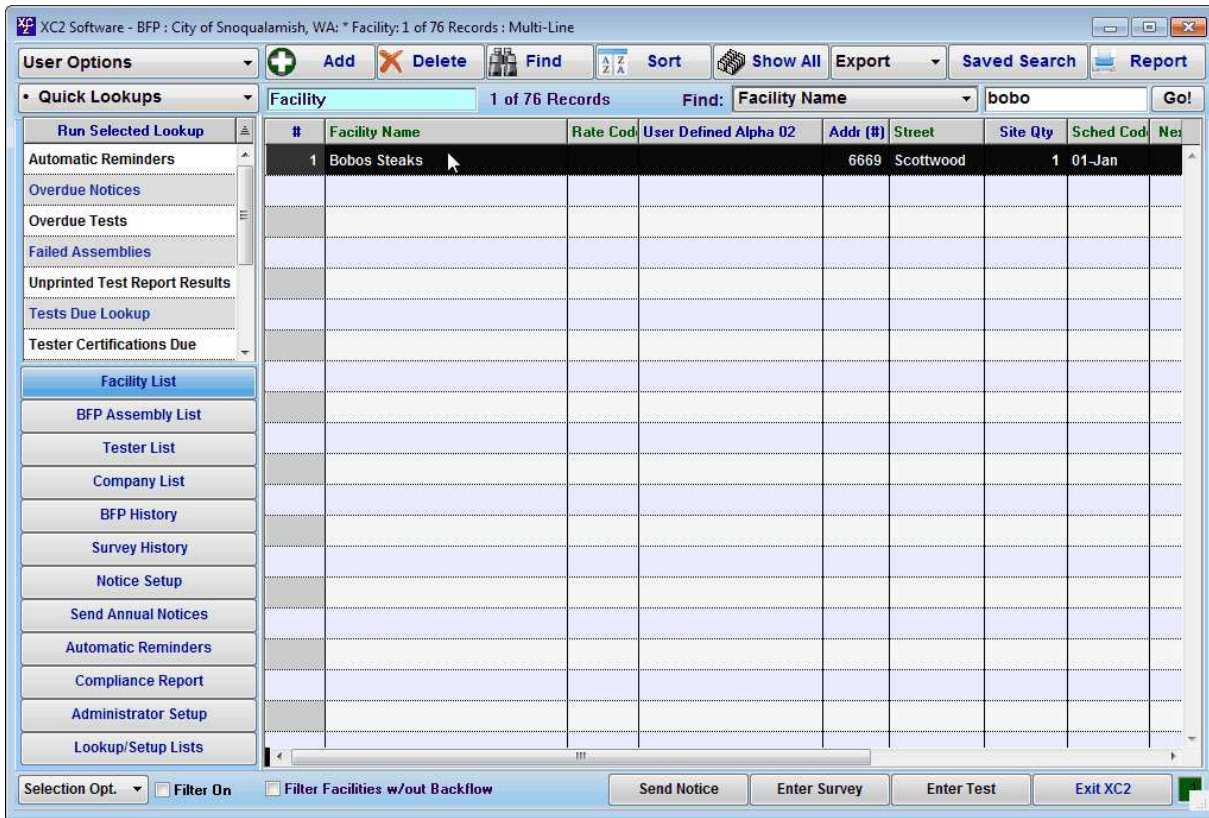 XC2 Software - BFP : City of Snoqualamish, WA: * Facility: 1 of 76 Records : Multi-Line
User Options Add Delete Find Sort Show All Export Saved Search Report
• Quick Lookups Facility 1 of 76 Records Find: Facility Name bobo Go!
Run Selected Lookup # Facility Name Rate Cod User Defined Alpha 02 Addr (#) Street Site Qty Sched Cod Nex
Automatic Reminders 1 Bobos Steaks 6669 Scottwood 1 01-Jan
Overdue Notices
Overdue Tests
Failed Assemblies
Unprinted Test Report Results
Tests Due Lookup
Tester Certifications Due
Facility List
BFP Assembly List
Tester List
Company List
BFP History
Survey History
Notice Setup
Send Annual Notices
Automatic Reminders
Compliance Report
Administrator Setup
Lookup/Setup Lists
Selection Opt. Filter On Filter Facilities w/out Backflow Send Notice Enter Survey Enter Test Exit XC2